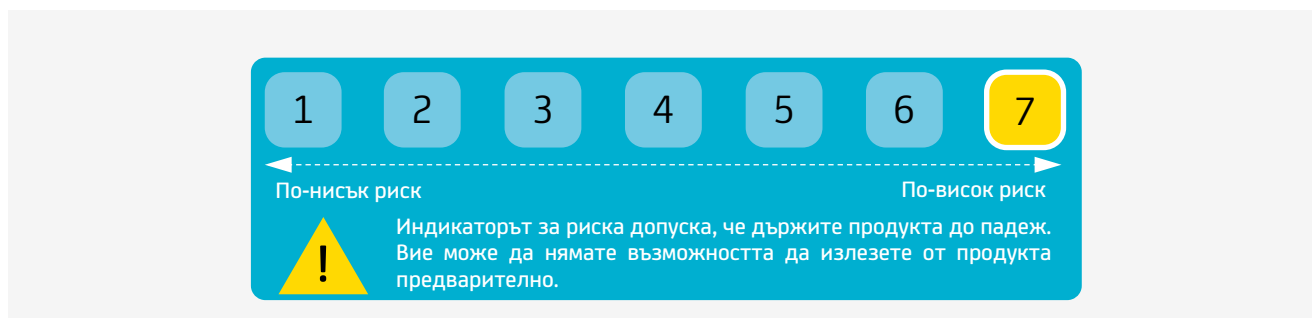 1 2 3 4 5 6 7
По-нисък риск По-висок риск
Индикаторът за риска допуска, че държите продукта до падеж.
Вие може да нямате възможността да излезете от продукта
предварително.
!